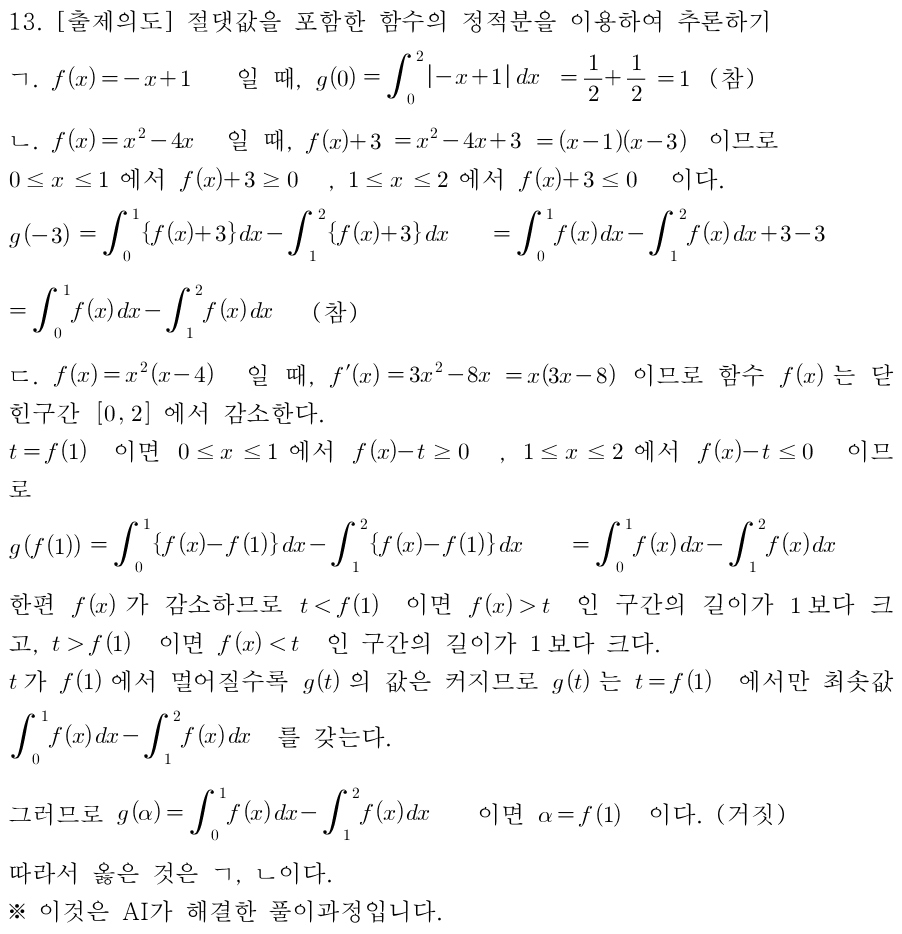 13. [출제의도] 절댓값을 포함한 함수의 정적분을 이용하여 추론하기
ㄱ. f(x)=−x+1 일 때, g(0)=∫₀²|−x+1|dx =1/2+1/2 =1 (참)
ㄴ. f(x)=x²−4x 일 때, f(x)+3 =x²−4x+3 =(x−1)(x−3) 이므로
0≤x ≤1 에서 f(x)+3≥0 , 1≤x ≤2 에서 f(x)+3≤0 이다.
g(−3)=∫₀¹{f(x)+3}dx−∫₁²{f(x)+3}dx =∫₀¹f(x)dx−∫₁²f(x)dx+3−3
=∫₀¹f(x)dx−∫₁²f(x)dx (참)
ㄷ. f(x)=x²(x−4) 일 때, f′(x)=3x²−8x =x(3x−8) 이므로 함수 f(x)는 닫
힌구간 [0, 2] 에서 감소한다.
t=f(1) 이면 0≤x ≤1 에서 f(x)−t≥0 , 1≤x ≤2 에서 f(x)−t≤0 이므
로
g(f(1))=∫₀¹{f(x)−f(1)}dx−∫₁²{f(x)−f(1)}dx =∫₀¹f(x)dx−∫₁²f(x)dx
한편 f(x)가 감소하므로 t<f(1) 이면 f(x)>t 인 구간의 길이가 1보다 크
고, t>f(1) 이면 f(x)<t 인 구간의 길이가 1보다 크다.
t가 f(1)에서 멀어질수록 g(t)의 값은 커지므로 g(t)는 t=f(1) 에서만 최솟값
∫₀¹f(x)dx−∫₁²f(x)dx 를 갖는다.
그러므로 g(α)=∫₀¹f(x)dx−∫₁²f(x)dx 이면 α=f(1) 이다. (거짓)
따라서 옳은 것은 ㄱ, ㄴ이다.
※ 이것은 AI가 해결한 풀이과정입니다.